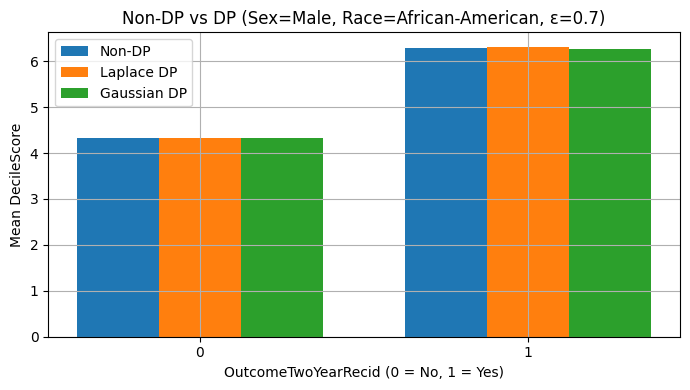 Non-DP vs DP (Sex=Male, Race=African-American, ε=0.7)
Non-DP
Laplace DP
Gaussian DP
6
5
4
3
2
1
0
Mean DecileScore
0 1
OutcomeTwoYearRecid (0 = No, 1 = Yes)